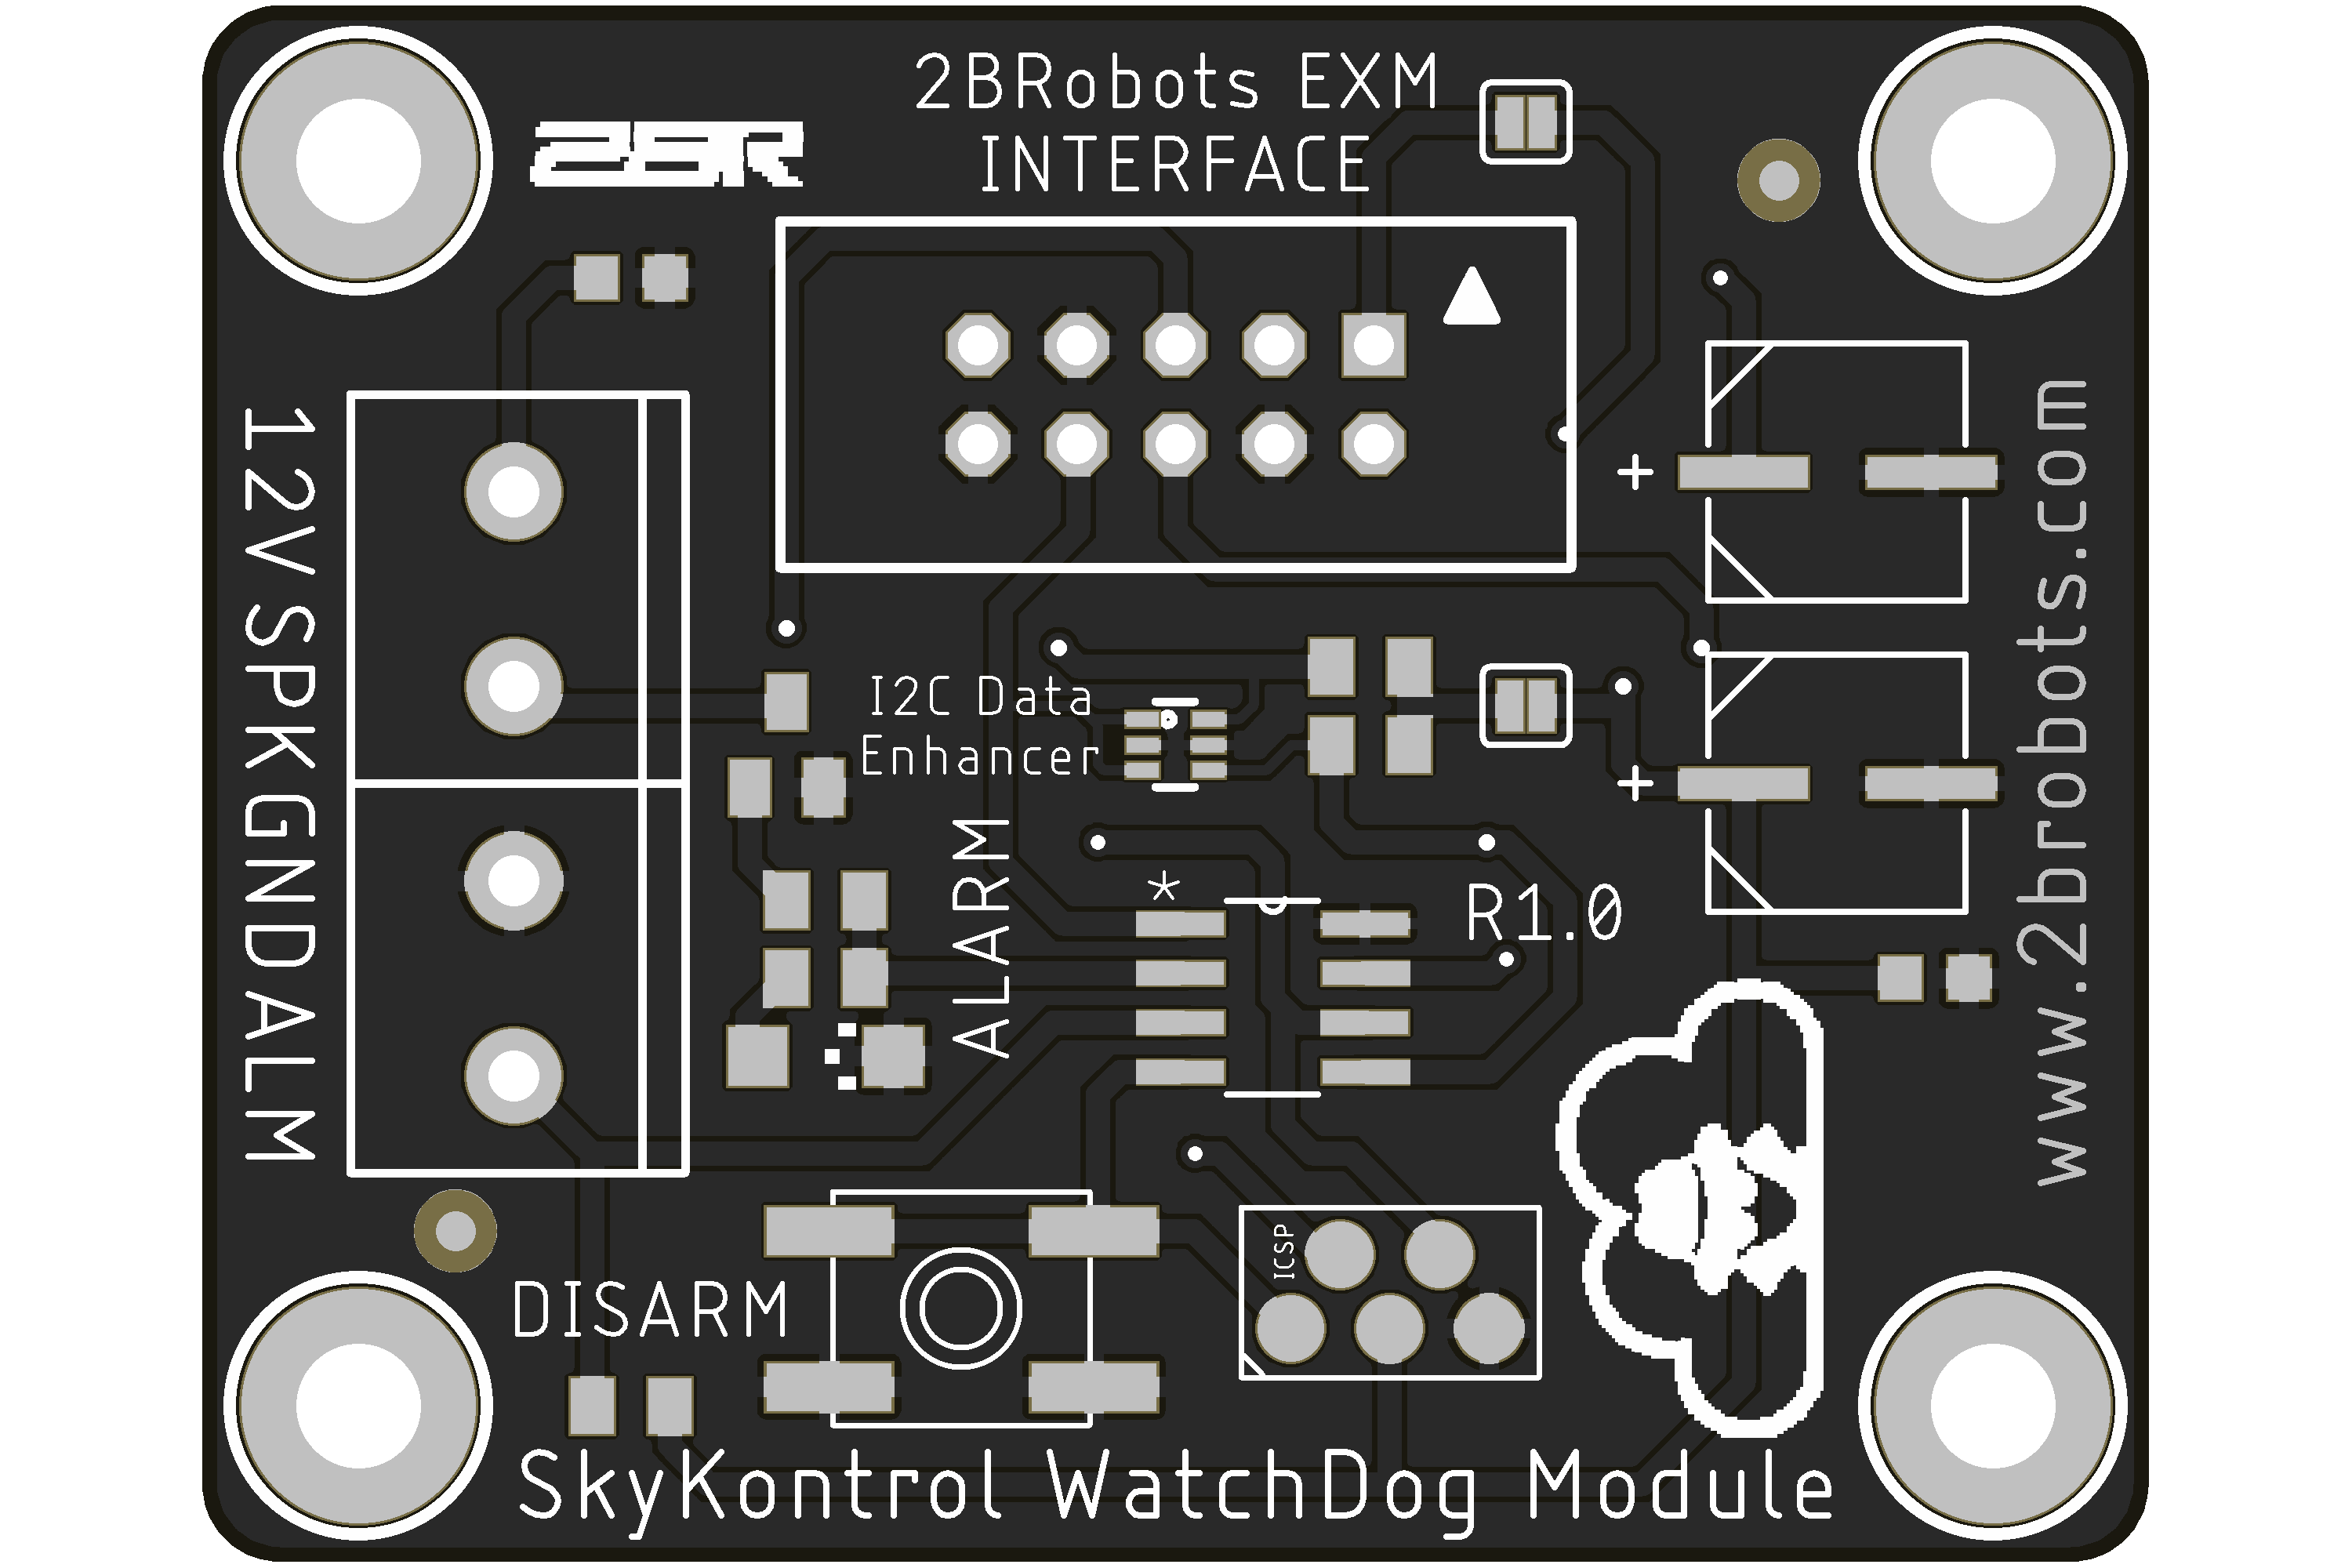 2BRobots EXM
INTERFACE
2BR
12V SPK GND ALM
+
+
www.2brobots.com
I2C Data
Enhancer
ALARM
*
R1.0
ICSP
DISARM
SkyKontrol WatchDog Module